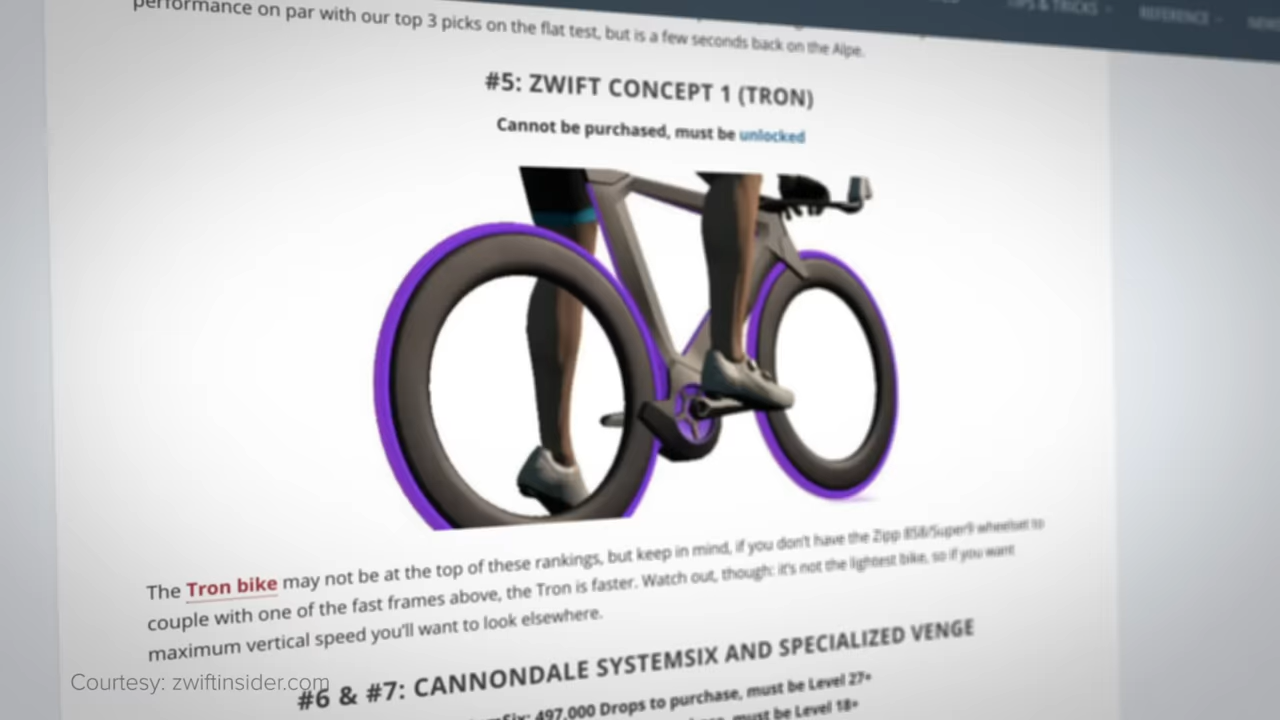 TIPS & TRICKS
REFERENCE
performance on par with our top 3 picks on the flat test, but is a few seconds back on the Alpe.
#5: ZWIFT CONCEPT 1 (TRON)
Cannot be purchased, must be unlocked
The Tron bike may not be at the top of these rankings, but keep in mind, if you don't have the Zipp 858/Super9 wheelset to
couple with one of the fast frames above, the Tron is faster. Watch out, though: it's not the lightest bike, so if you want
maximum vertical speed you'll want to look elsewhere.
#6 & #7: CANNONDALE SYSTEMSIX AND SPECIALIZED VENGE
497,000 Drops to purchase, must be Level 27+
must be Level 18+
Courtesy: zwiftinsider.com